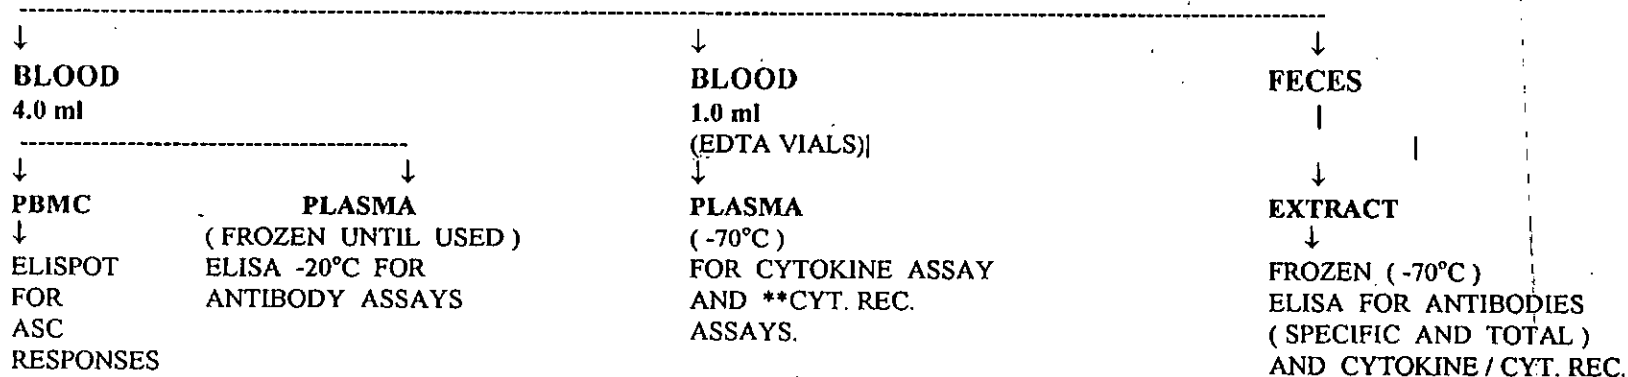 BLOOD
4.0 ml
PBMC
ELISPOT
FOR
ASC
RESPONSES
PLASMA
( FROZEN UNTIL USED )
ELISA -20°C FOR
ANTIBODY ASSAYS
BLOOD
1.0 ml
(EDTA VIALS)
PLASMA
( -70°C )
FOR CYTOKINE ASSAY
AND **CYT. REC.
ASSAYS.
FECES
EXTRACT
FROZEN ( -70°C )
ELISA FOR ANTIBODIES
( SPECIFIC AND TOTAL )
AND CYTOKINE / CYT. REC.